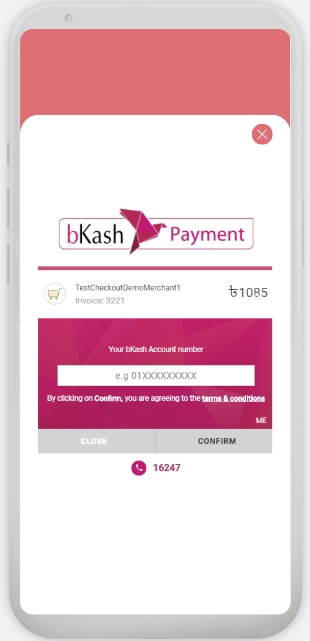 bKash Payment
TestCheckoutDemoMerchant1
Invoice: 3221
৳1085
Your bKash Account number
e.g 01XXXXXXXXX
By clicking on Confirm, you are agreeing to the terms & conditions
ME
CLOSE CONFIRM
16247